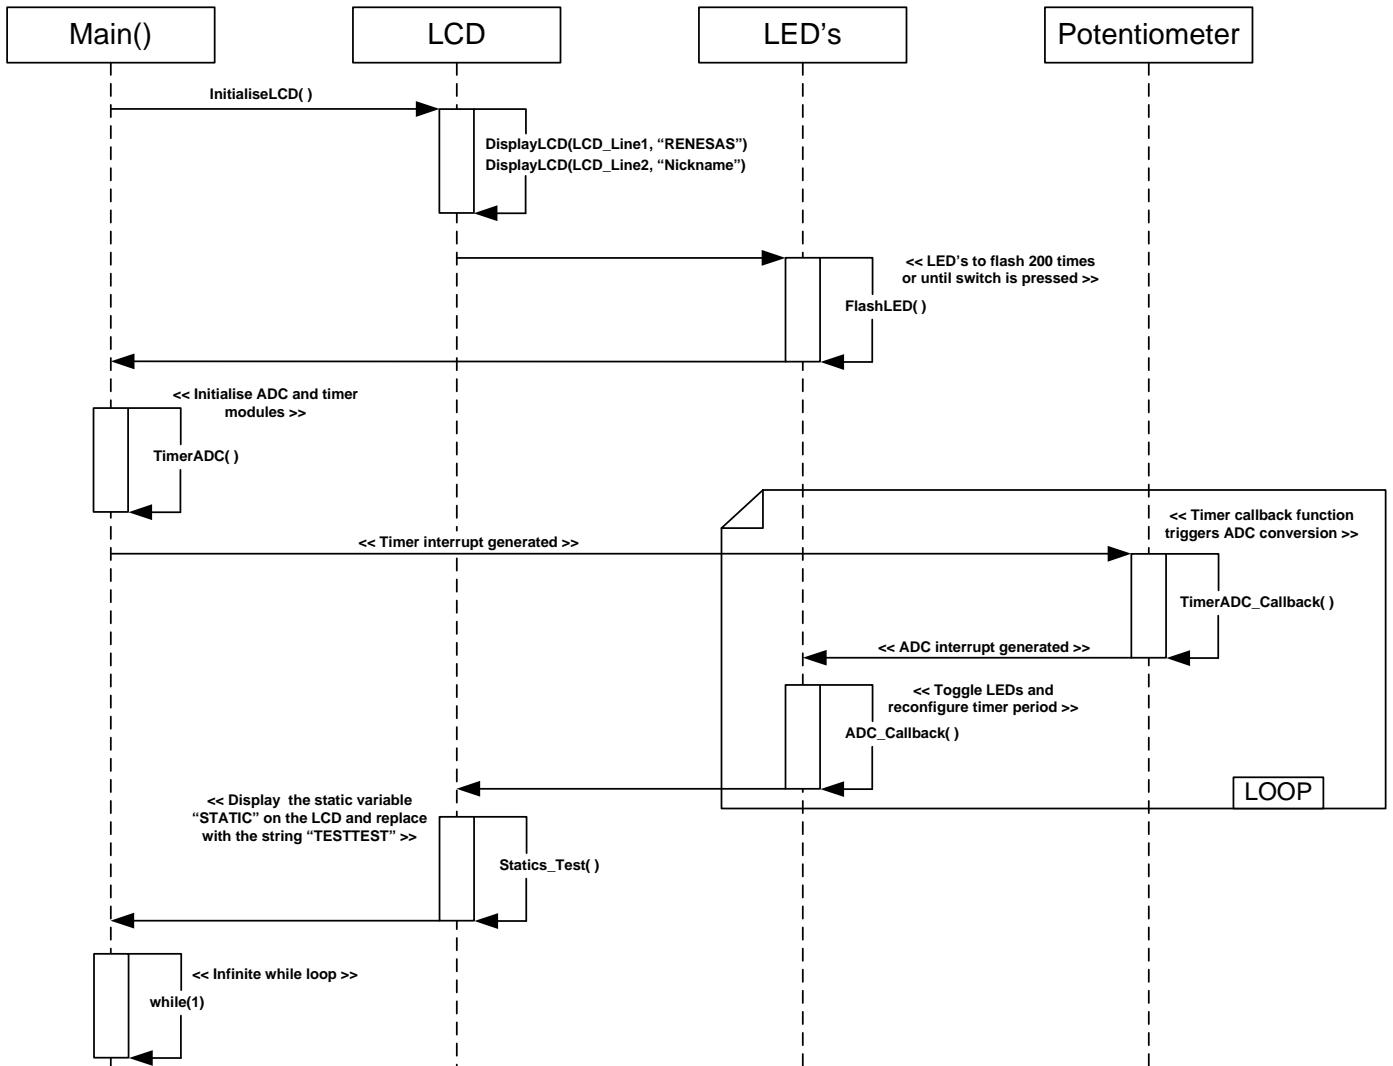 Main()
LCD
LED's
Potentiometer
InitialiseLCD( )
DisplayLCD(LCD_Line1, “RENESAS”)
DisplayLCD(LCD_Line2, “Nickname”)
<< LED’s to flash 200 times
or until switch is pressed >>
FlashLED( )
<< Initialise ADC and timer
modules >>
TimerADC( )
<< Timer callback function
triggers ADC conversion >>
<< Timer interrupt generated >>
TimerADC_Callback( )
<< ADC interrupt generated >>
<< Toggle LEDs and
reconfigure timer period >>
ADC_Callback( )
LOOP
<< Display  the static variable
“STATIC” on the LCD and replace
with the string “TESTTEST” >>
Statics_Test( )
<< Infinite while loop >>
while(1)